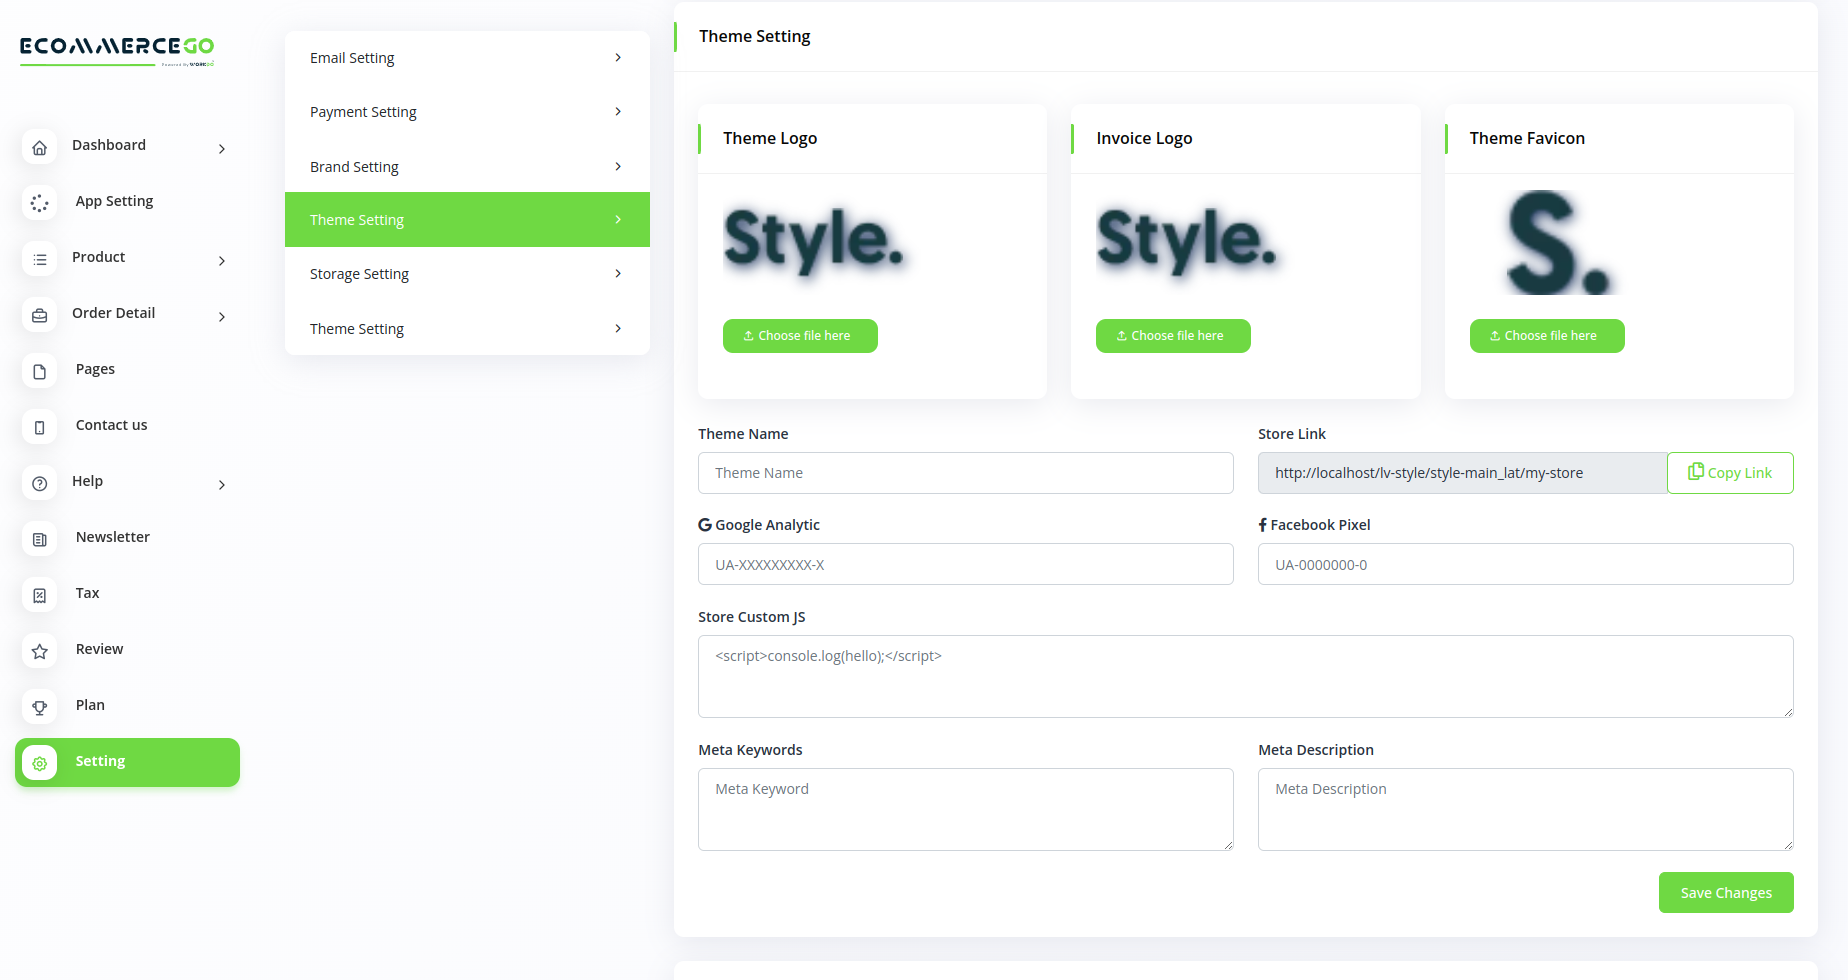 ECOMMERCEGO
Powered By WORKDO
Dashboard
App Setting
Product
Order Detail
Pages
Contact us
Help
Newsletter
Tax
Review
Plan
Setting
Email Setting
Payment Setting
Brand Setting
Theme Setting
Storage Setting
Theme Setting
Theme Setting
Theme Logo
Style.
Choose file here
Invoice Logo
Style.
Choose file here
Theme Favicon
S.
Choose file here
Theme Name
Theme Name
Store Link
http://localhost/lv-style/style-main_lat/my-store
Copy Link
Google Analytic
UA-XXXXXXXXX-X
Facebook Pixel
UA-0000000-0
Store Custom JS
<script>console.log(hello);</script>
Meta Keywords
Meta Keyword
Meta Description
Meta Description
Save Changes